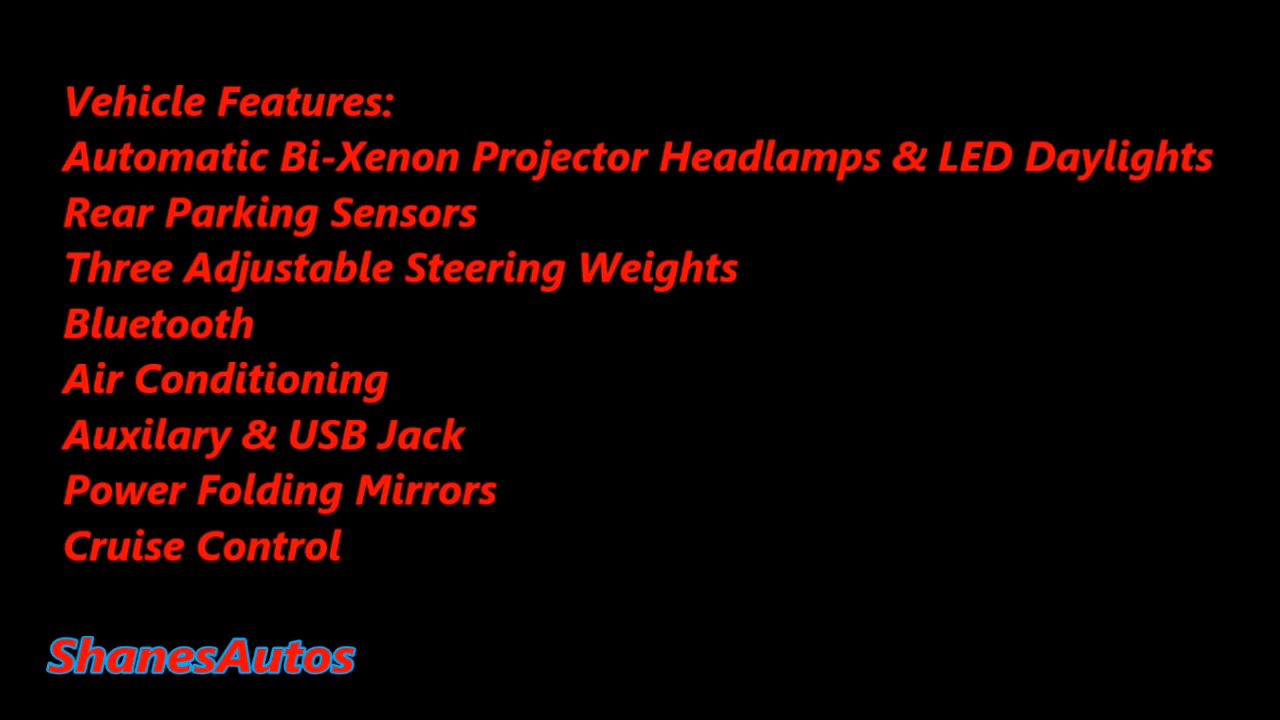 Vehicle Features:
Automatic Bi-Xenon Projector Headlamps & LED Daylights
Rear Parking Sensors
Three Adjustable Steering Weights
Bluetooth
Air Conditioning
Auxilary & USB Jack
Power Folding Mirrors
Cruise Control
ShanesAutos